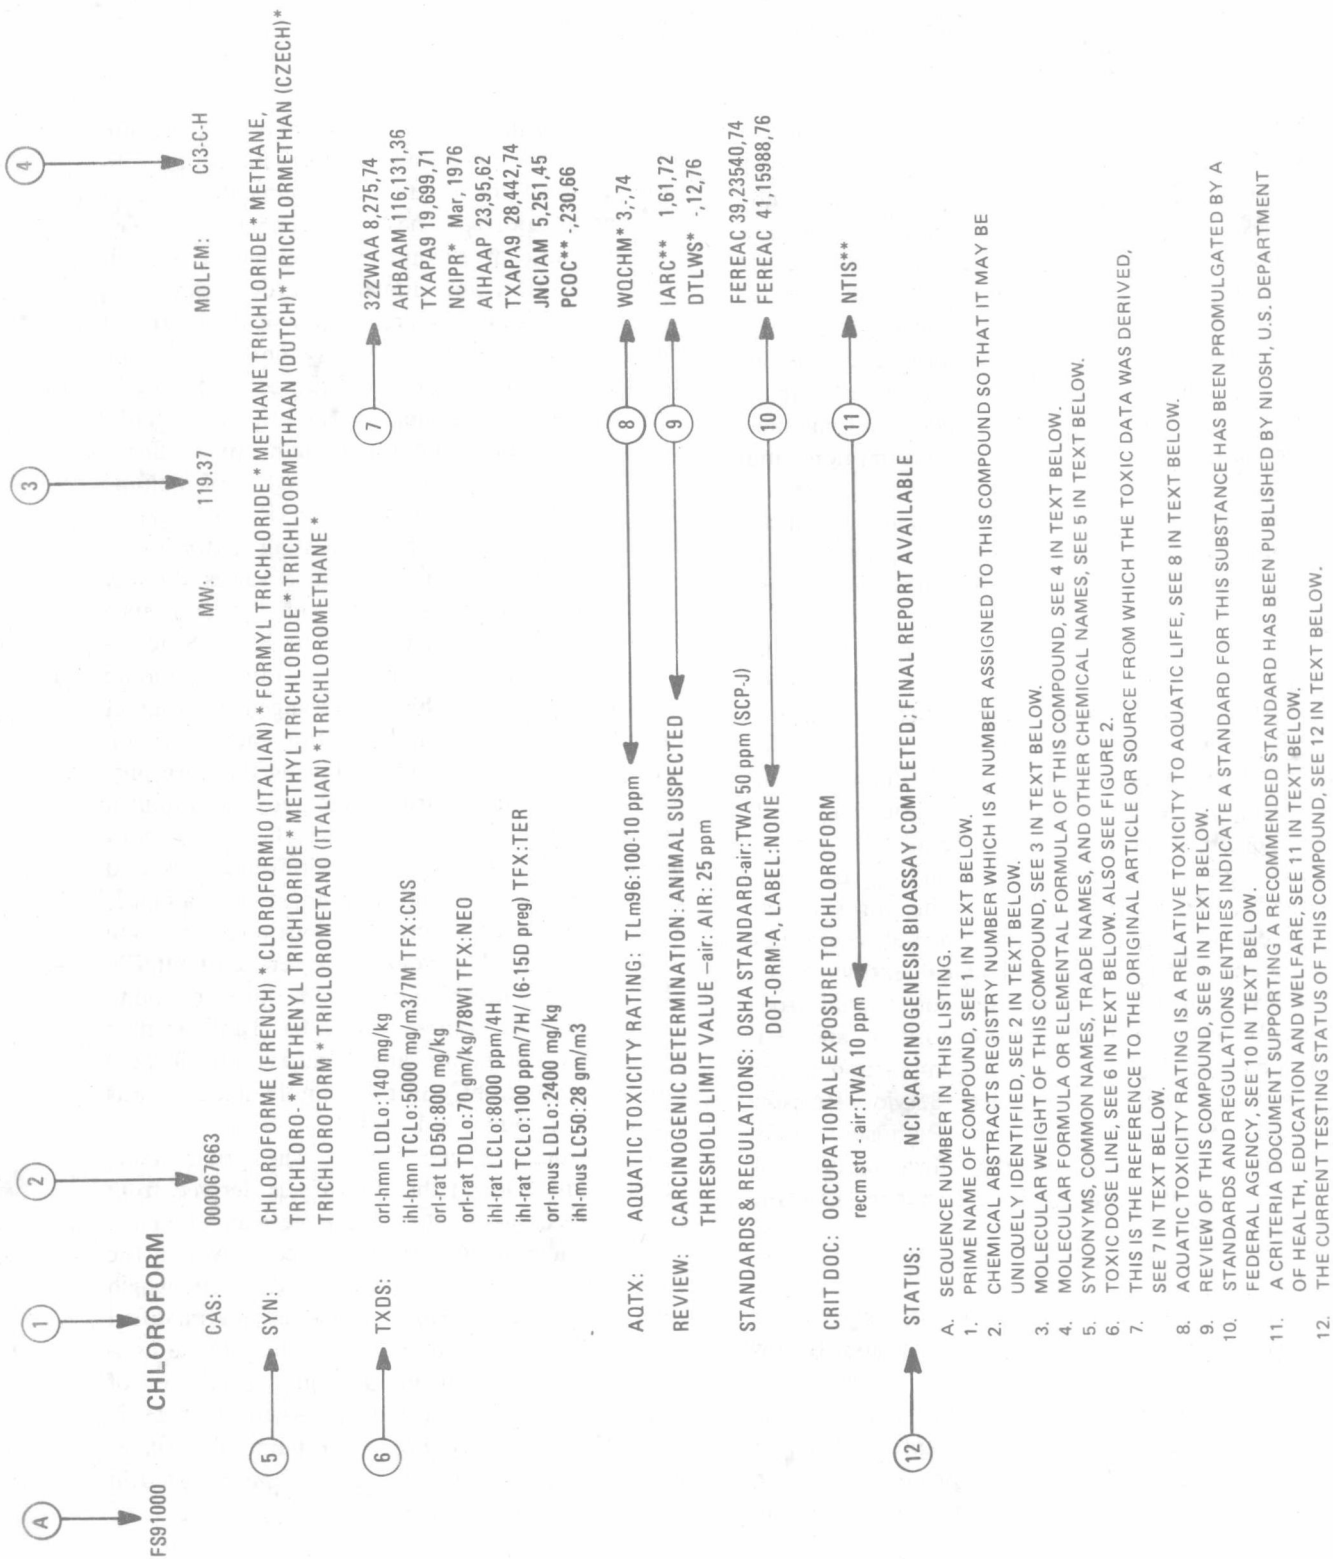 A 1 2 3 4
FS91000 CHLOROFORM
CAS: 000067663 MW: 119.37 MOLFM: Cl3-C-H
5 SYN: CHLOROFORME (FRENCH) * CLOROFORMIO (ITALIAN) * FORMYL TRICHLORIDE * METHANE TRICHLORIDE * METHANE,
TRICHLORO- * METHENYL TRICHLORIDE * METHYL TRICHLORIDE * TRICHLOORMETHAAN (DUTCH)* TRICHLORMETHAN (CZECH)*
TRICHLOROFORM * TRICLOROMETANO (ITALIAN) * TRICHLOROMETHANE *
6 TXDS: orl-hmn LDLo:140 mg/kg 7 32ZWAA 8,275,74
ihl-hmn TCLo:5000 mg/m3/7M TFX:CNS AHBAAM 116,131,36
orl-rat LD50:800 mg/kg TXAPA9 19,699,71
orl-rat TDLo:70 gm/kg/78WI TFX:NEO NCIPR* Mar, 1976
ihl-rat LCLo:8000 ppm/4H AIHAAP 23,95,62
ihl-rat TCLo:100 ppm/7H/ (6-15D preg) TFX:TER TXAPA9 28,442,74
orl-mus LDLo:2400 mg/kg JNCIAM 5,251,45
ihl-mus LC50:28 gm/m3 PCOC** -,230,66
AQTX: AQUATIC TOXICITY RATING: TLm96:100-10 ppm 8 WQCHM* 3,-,74
REVIEW: CARCINOGENIC DETERMINATION: ANIMAL SUSPECTED 9 IARC** 1,61,72
THRESHOLD LIMIT VALUE –air: AIR: 25 ppm DTLWS* -,12,76
STANDARDS & REGULATIONS: OSHA STANDARD-air:TWA 50 ppm (SCP-J) FEREAC 39,23540,74
DOT-ORM-A, LABEL:NONE 10 FEREAC 41,15988,76
CRIT DOC: OCCUPATIONAL EXPOSURE TO CHLOROFORM
recm std - air:TWA 10 ppm 11 NTIS**
12 STATUS: NCI CARCINOGENESIS BIOASSAY COMPLETED; FINAL REPORT AVAILABLE
A. SEQUENCE NUMBER IN THIS LISTING.
1. PRIME NAME OF COMPOUND, SEE 1 IN TEXT BELOW.
2. CHEMICAL ABSTRACTS REGISTRY NUMBER WHICH IS A NUMBER ASSIGNED TO THIS COMPOUND SO THAT IT MAY BE
UNIQUELY IDENTIFIED, SEE 2 IN TEXT BELOW.
3. MOLECULAR WEIGHT OF THIS COMPOUND, SEE 3 IN TEXT BELOW.
4. MOLECULAR FORMULA OR ELEMENTAL FORMULA OF THIS COMPOUND, SEE 4 IN TEXT BELOW.
5. SYNONYMS, COMMON NAMES, TRADE NAMES, AND OTHER CHEMICAL NAMES, SEE 5 IN TEXT BELOW.
6. TOXIC DOSE LINE, SEE 6 IN TEXT BELOW. ALSO SEE FIGURE 2.
7. THIS IS THE REFERENCE TO THE ORIGINAL ARTICLE OR SOURCE FROM WHICH THE TOXIC DATA WAS DERIVED,
SEE 7 IN TEXT BELOW.
8. AQUATIC TOXICITY RATING IS A RELATIVE TOXICITY TO AQUATIC LIFE, SEE 8 IN TEXT BELOW.
9. REVIEW OF THIS COMPOUND, SEE 9 IN TEXT BELOW.
10. STANDARDS AND REGULATIONS ENTRIES INDICATE A STANDARD FOR THIS SUBSTANCE HAS BEEN PROMULGATED BY A
FEDERAL AGENCY, SEE 10 IN TEXT BELOW.
11. A CRITERIA DOCUMENT SUPPORTING A RECOMMENDED STANDARD HAS BEEN PUBLISHED BY NIOSH, U.S. DEPARTMENT
OF HEALTH, EDUCATION AND WELFARE, SEE 11 IN TEXT BELOW.
12. THE CURRENT TESTING STATUS OF THIS COMPOUND, SEE 12 IN TEXT BELOW.